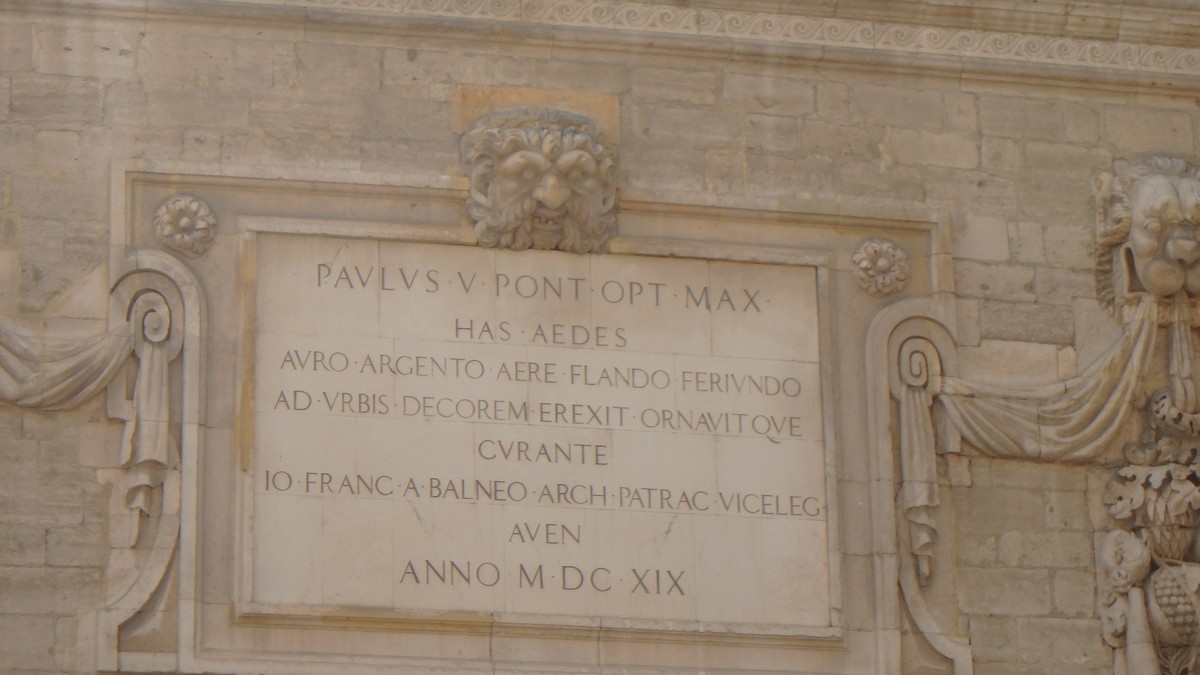 PAVLVS · V · PONT · OPT · MAX ·
HAS · AEDES
AVRO · ARGENTO · AERE · FLANDO · FERIVNDO
AD · VRBIS · DECOREM · EREXIT · ORNAVITQVE
CVRANTE
IO · FRANC · A · BALNEO · ARCH · PATRAC · VICELEG ·
AVEN
ANNO · M · DC · XIX